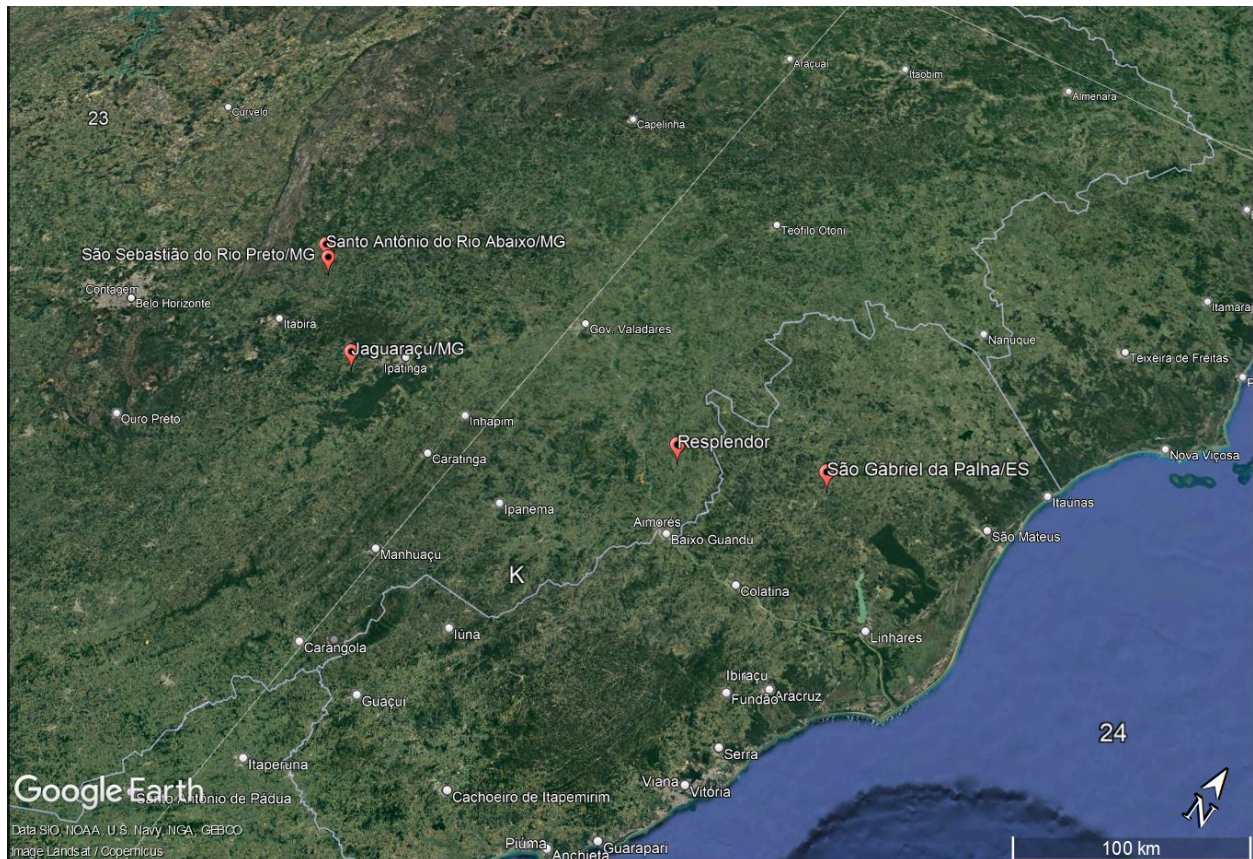 Araçuaí
Itaobim
Almenara
Curvelo
23
Capelinha
Teófilo Otoni
Santo Antônio do Rio Abaixo/MG
São Sebastião do Rio Preto/MG
Contagem
Belo Horizonte
Itabira
Gov. Valadares
Itamaraj
Nanuque
Teixeira de Freitas
Jaguaraçu/MG
Ipatinga
P
Ouro Preto
Inhapim
Caratinga
Resplendor
São Gabriel da Palha/ES
Nova Viçosa
Itaúnas
Ipanema
Aimorés
Baixo Guandu
São Mateus
Manhuaçu
K
Colatina
Iúna
Linhares
Carangola
Ibiraçu
Guaçuí
Fundão
Aracruz
24
Serra
Itaperuna
Viana
Vitória
Google Earth
Santo Antônio de Pádua
Cachoeiro de Itapemirim
N
Data SIO, NOAA, U.S. Navy, NGA, GEBCO
Image Landsat / Copernicus
Piúma
Anchieta
Guarapari
100 km